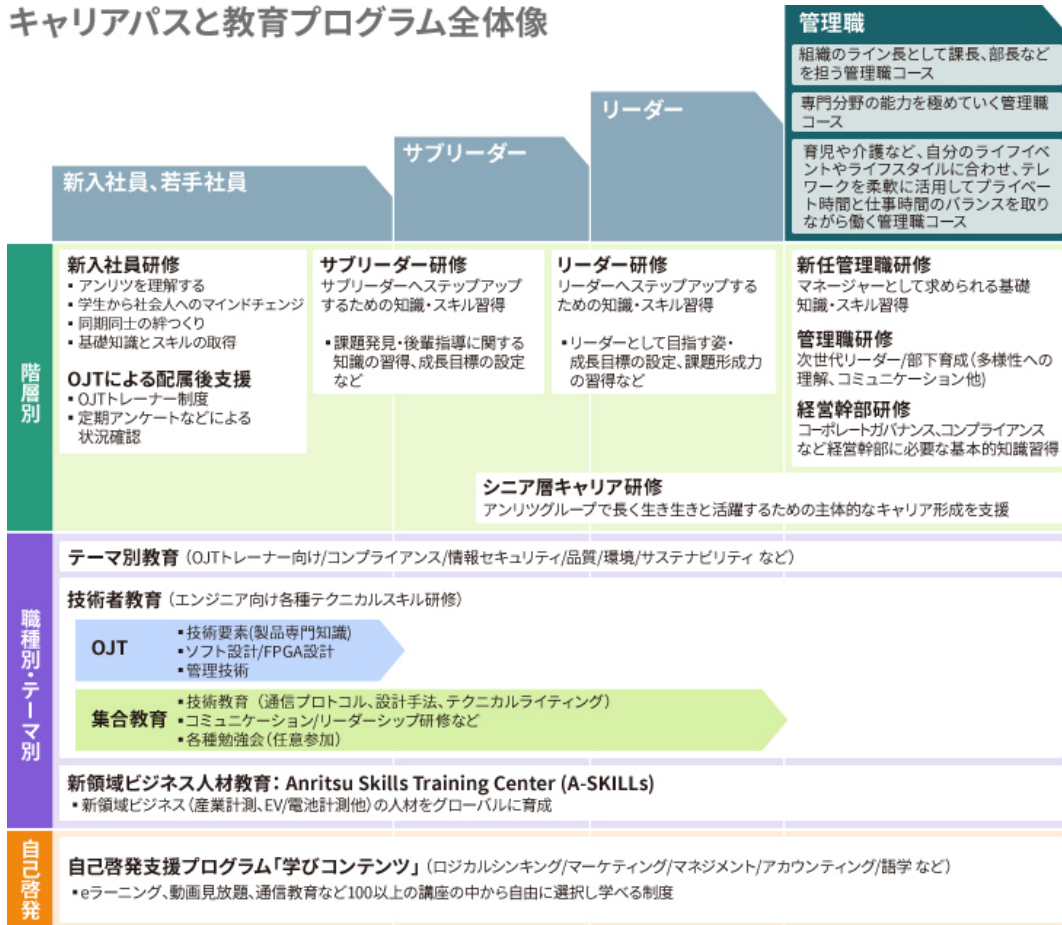 キャリアパスと教育プログラム全体像
管理職
組織のライン長として課長、部長など
を担う管理職コース
専門分野の能力を極めていく管理職
コース
育児や介護など、自分のライフイベ
ントやライフスタイルに合わせ、テレ
ワークを柔軟に活用してプライベー
ト時間と仕事時間のバランスを取り
ながら働く管理職コース
リーダー
サブリーダー
新入社員、若手社員
階層別
新入社員研修
▪ アンリツを理解する
▪ 学生から社会人へのマインドチェンジ
▪ 同期同士の絆つくり
▪ 基礎知識とスキルの取得
OJTによる配属後支援
▪ OJTトレーナー制度
▪ 定期アンケートなどによる
状況確認
サブリーダー研修
サブリーダーへステップアップ
するための知識・スキル習得
▪課題発見・後輩指導に関する
知識の習得、成長目標の設定
など
リーダー研修
リーダーへステップアップする
ための知識・スキル習得
▪リーダーとして目指す姿・
成長目標の設定、課題形成力
の習得など
新任管理職研修
マネージャーとして求められる基礎
知識・スキル習得
管理職研修
次世代リーダー/部下育成(多様性への
理解、コミュニケーション他)
経営幹部研修
コーポレートガバナンス、コンプライアンス
など経営幹部に必要な基本的知識習得
シニア層キャリア研修
アンリツグループで長く生き生きと活躍するための主体的なキャリア形成を支援
職種別・テーマ別
テーマ別教育（OJTトレーナー向け/コンプライアンス/情報セキュリティ/品質/環境/サステナビリティ など）
技術者教育（エンジニア向け各種テクニカルスキル研修）
OJT
▪技術要素(製品専門知識)
▪ソフト設計/FPGA設計
▪管理技術
集合教育
▪技術教育（通信プロトコル、設計手法、テクニカルライティング）
▪コミュニケーション/リーダーシップ研修など
▪各種勉強会（任意参加）
新領域ビジネス人材教育：Anritsu Skills Training Center (A-SKILLs)
▪新領域ビジネス（産業計測、EV/電池計測他）の人材をグローバルに育成
自己啓発
自己啓発支援プログラム「学びコンテンツ」（ロジカルシンキング/マーケティング/マネジメント/アカウンティング/語学 など）
▪eラーニング、動画見放題、通信教育など100以上の講座の中から自由に選択し学べる制度